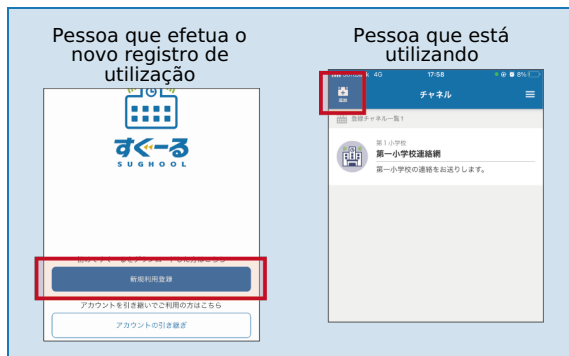 Pessoa que efetua o
novo registro de
utilização
すぐーる
SUGHOOL
新規利用登録
アカウントを引き継いでご利用の方はこちら
アカウントの引き継ぎ
Pessoa que está
utilizando
4G 17:58 8%
追加
チャネル
登録チャネル一覧 1
第1小学校
第一小学校連絡網
第一小学校の連絡をお送りします。